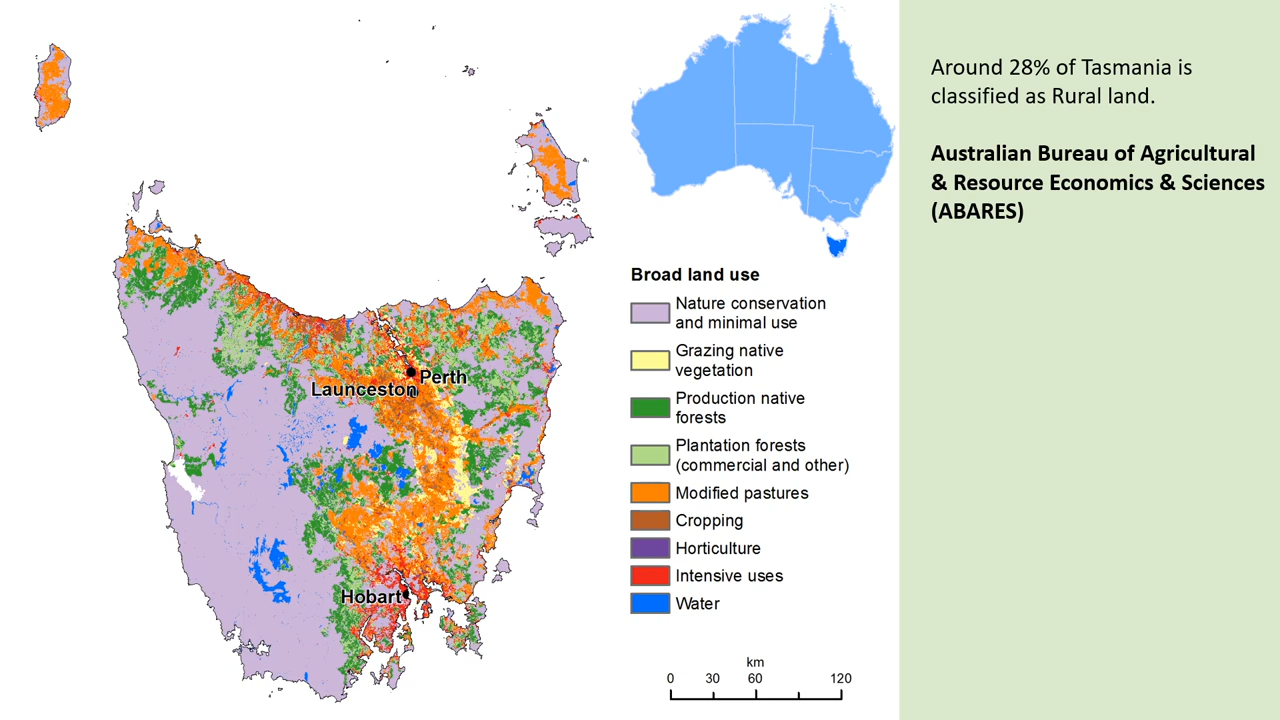 Perth
Launceston
Hobart
Broad land use
Nature conservation
and minimal use
Grazing native
vegetation
Production native
forests
Plantation forests
(commercial and other)
Modified pastures
Cropping
Horticulture
Intensive uses
Water
km
0 30 60 120
Around 28% of Tasmania is
classified as Rural land.
Australian Bureau of Agricultural
& Resource Economics & Sciences
(ABARES)